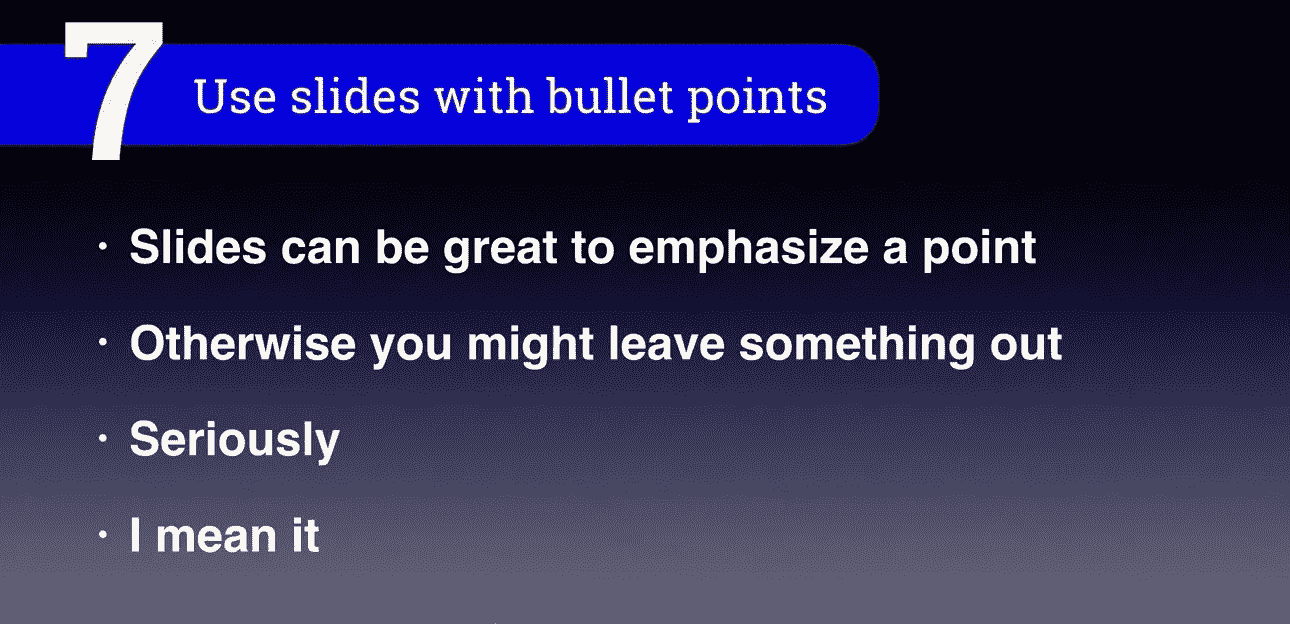 7
Use slides with bullet points
· Slides can be great to emphasize a point
· Otherwise you might leave something out
· Seriously
· I mean it